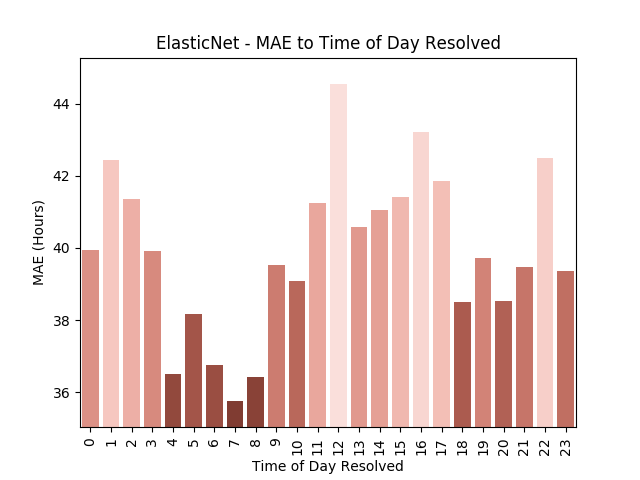 ElasticNet - MAE to Time of Day Resolved
44
42
40
38
36
MAE (Hours)
0 1 2 3 4 5 6 7 8 9 10 11 12 13 14 15 16 17 18 19 20 21 22 23
Time of Day Resolved